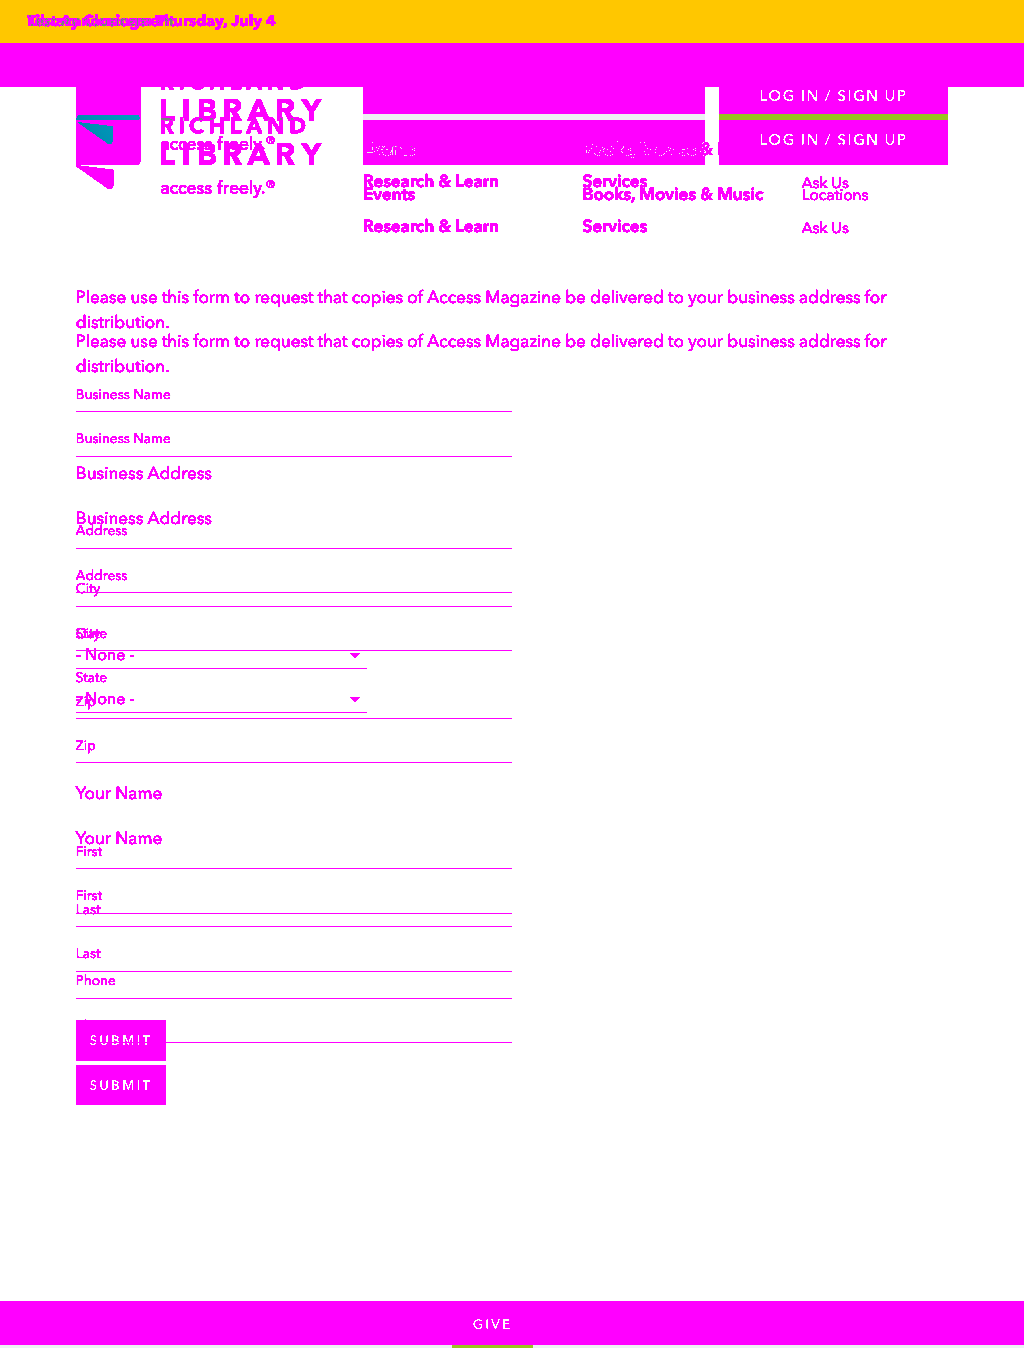 Library Closing - Thursday, July 4
RICHLAND
LIBRARY
RICHLAND
LIBRARY
access freely.®
access freely.®
LOG IN / SIGN UP
LOG IN / SIGN UP
Research & Learn
Services
Ask Us
Events
Books, Movies & Music
Locations
Research & Learn
Services
Ask Us
Please use this form to request that copies of Access Magazine be delivered to your business address for
distribution.
Please use this form to request that copies of Access Magazine be delivered to your business address for
distribution.
Business Name
Business Name
Business Address
Business Address
Address
Address
City
City
State
- None -
State
- None -
Zip
Zip
Your Name
Your Name
First
First
Last
Last
Phone
SUBMIT
SUBMIT
GIVE